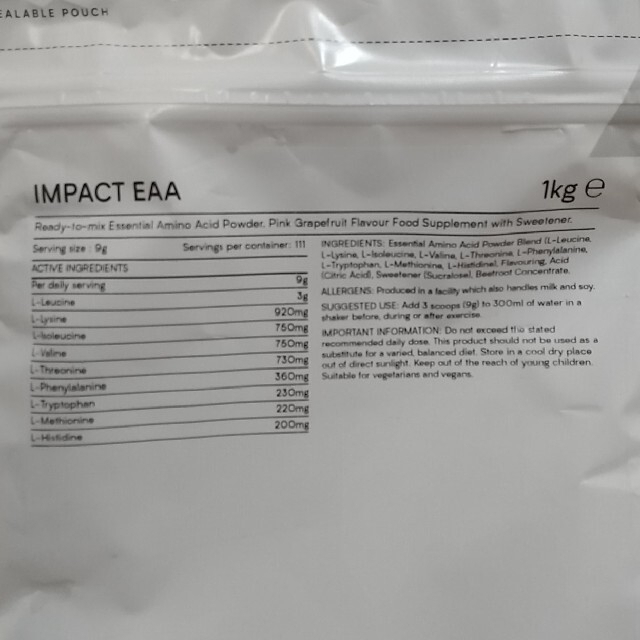 EALABLE POUCH
IMPACT EAA
1kg e
Ready-to-mix Essential Amino Acid Powder. Pink Grapefruit Flavour Food Supplement with Sweetener.
Serving size : 9g
Servings per container: 111
ACTIVE INGREDIENTS
Per daily serving 9g
L-Leucine 3g
L-Lysine 920mg
L-Isoleucine 750mg
L-Valine 750mg
L-Threonine 730mg
L-Phenylalanine 360mg
L-Tryptophan 230mg
L-Methionine 220mg
L-Histidine 200mg
INGREDIENTS: Essential Amino Acid Powder Blend (L-Leucine,
L-Lysine, L-Isoleucine, L-Valine, L-Threonine, L-Phenylalanine,
L-Tryptophan, L-Methionine, L-Histidine), Flavouring, Acid
(Citric Acid), Sweetener (Sucralose), Beetroot Concentrate.
ALLERGENS: Produced in a facility which also handles milk and soy.
SUGGESTED USE: Add 3 scoops (9g) to 300ml of water in a
shaker before, during or after exercise.
IMPORTANT INFORMATION: Do not exceed the stated
recommended daily dose. This product should not be used as a
substitute for a varied, balanced diet. Store in a cool dry place
out of direct sunlight. Keep out of the reach of young children.
Suitable for vegetarians and vegans.